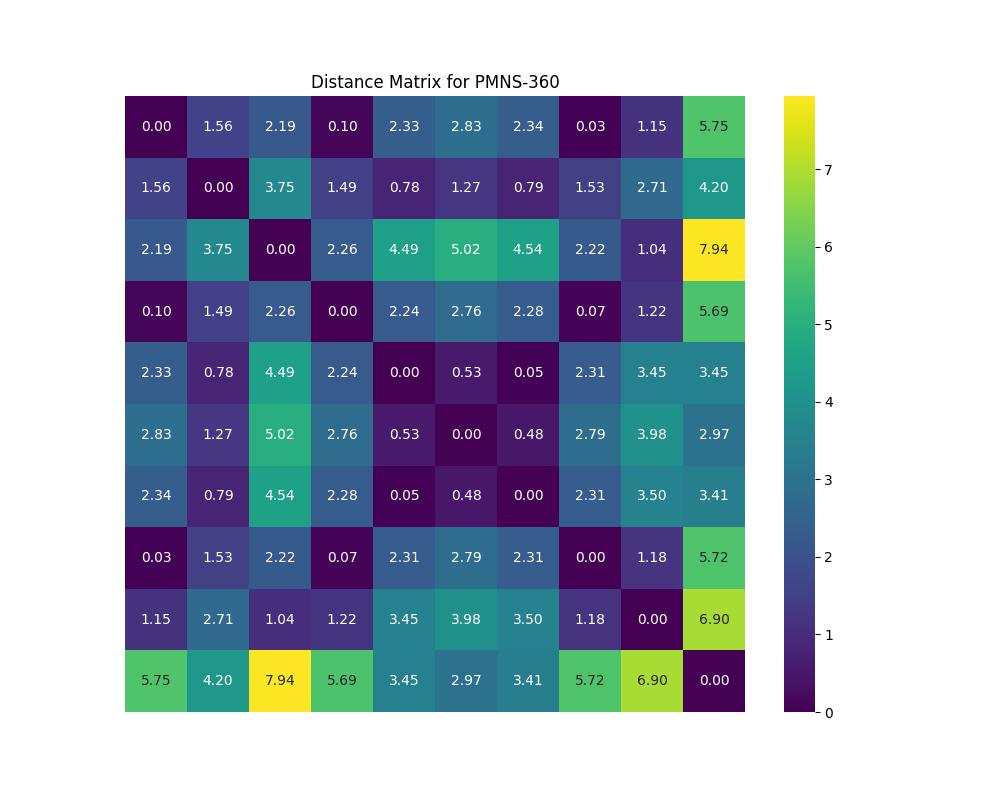 Distance Matrix for PMNS-360
0.00 1.56 2.19 0.10 2.33 2.83 2.34 0.03 1.15 5.75
1.56 0.00 3.75 1.49 0.78 1.27 0.79 1.53 2.71 4.20
2.19 3.75 0.00 2.26 4.49 5.02 4.54 2.22 1.04 7.94
0.10 1.49 2.26 0.00 2.24 2.76 2.28 0.07 1.22 5.69
2.33 0.78 4.49 2.24 0.00 0.53 0.05 2.31 3.45 3.45
2.83 1.27 5.02 2.76 0.53 0.00 0.48 2.79 3.98 2.97
2.34 0.79 4.54 2.28 0.05 0.48 0.00 2.31 3.50 3.41
0.03 1.53 2.22 0.07 2.31 2.79 2.31 0.00 1.18 5.72
1.15 2.71 1.04 1.22 3.45 3.98 3.50 1.18 0.00 6.90
5.75 4.20 7.94 5.69 3.45 2.97 3.41 5.72 6.90 0.00
7
6
5
4
3
2
1
0